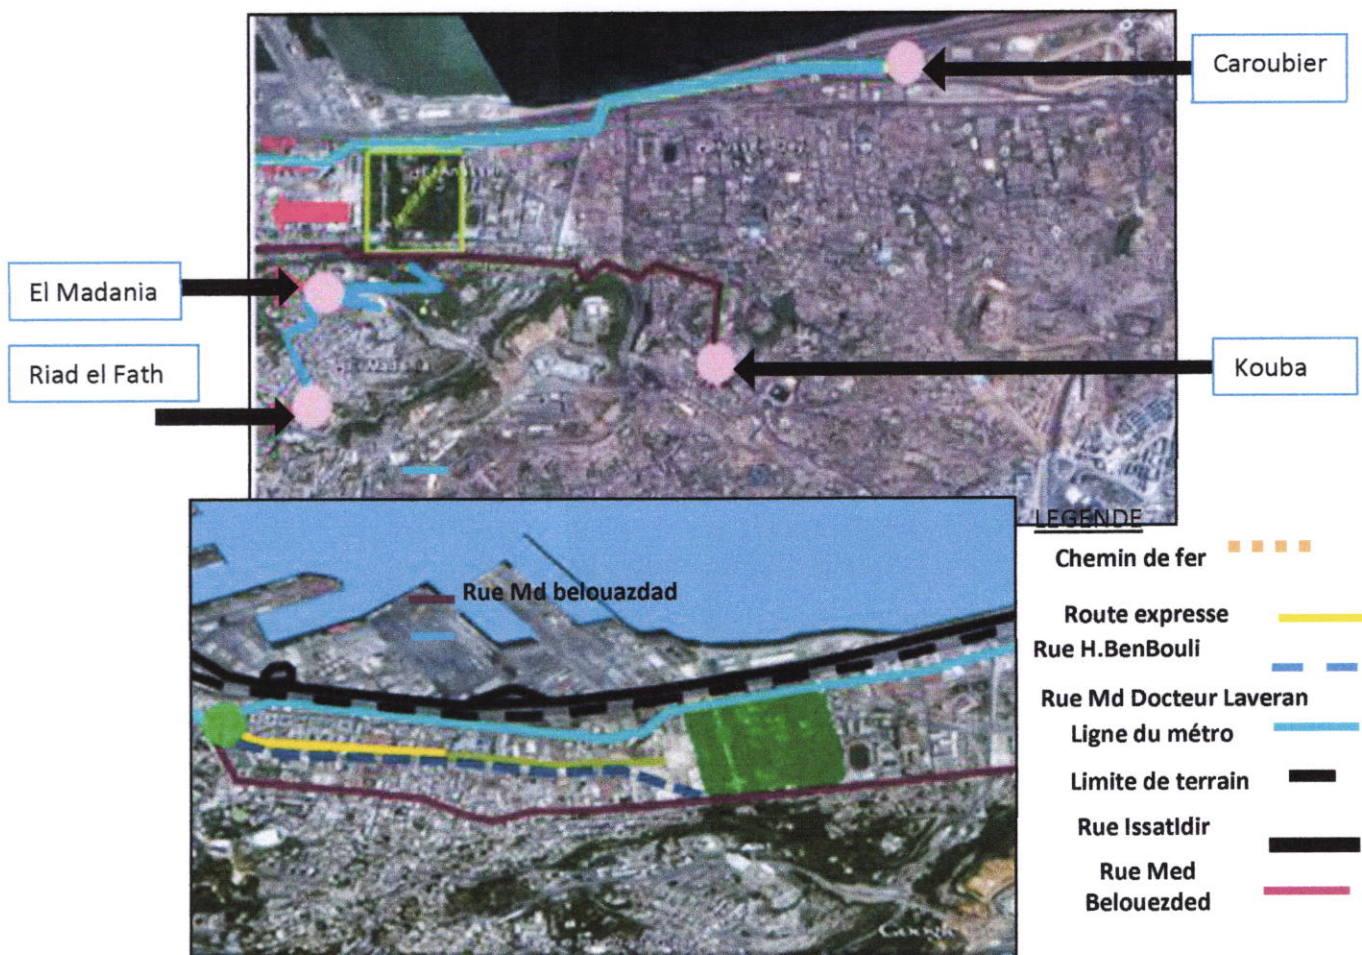 Caroubier
El Madania
Riad el Fath
Kouba
Rue Md belouazdad
LEGENDE
Chemin de fer
Route expresse
Rue H.BenBouli
Rue Md Docteur Laveran
Ligne du métro
Limite de terrain
Rue IssatIdir
Rue Med
Belouezded
Google